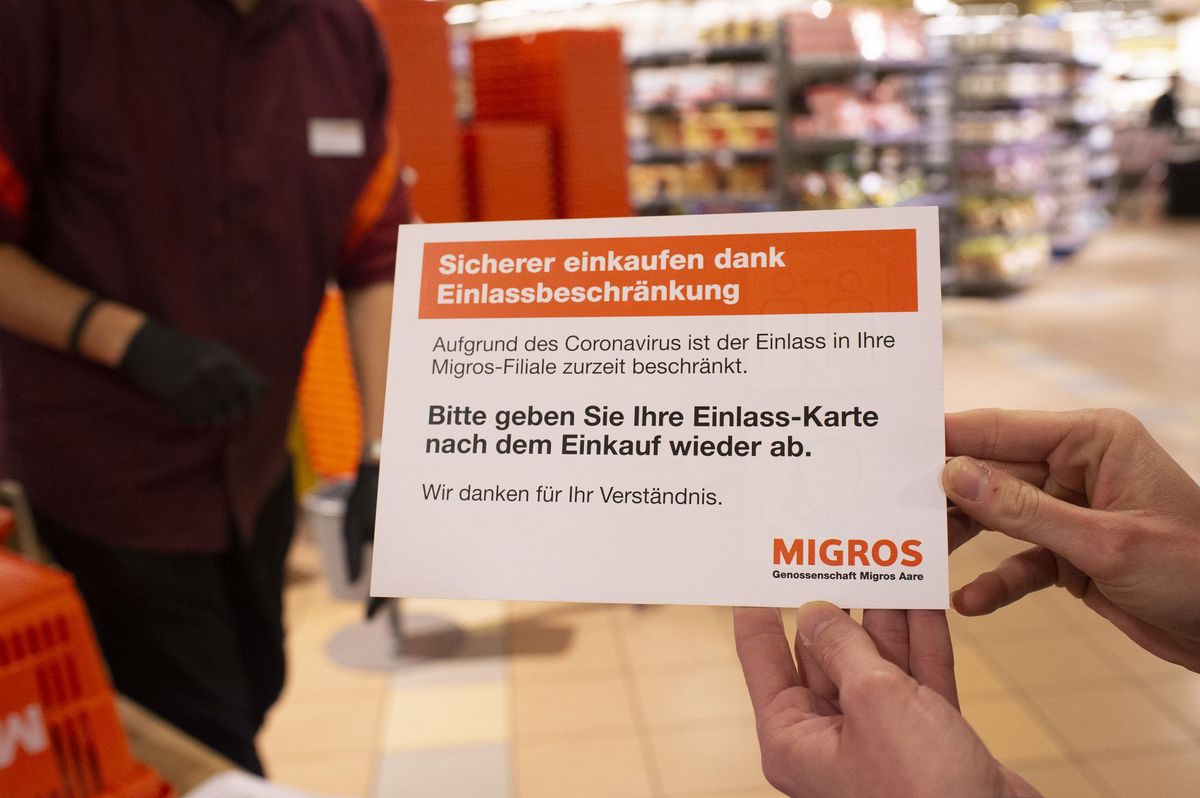 Sicherer einkaufen dank
Einlassbeschränkung
Aufgrund des Coronavirus ist der Einlass in Ihre
Migros-Filiale zurzeit beschränkt.
Bitte geben Sie Ihre Einlass-Karte
nach dem Einkauf wieder ab.
Wir danken für Ihr Verständnis.
MIGROS
Genossenschaft Migros Aare
M